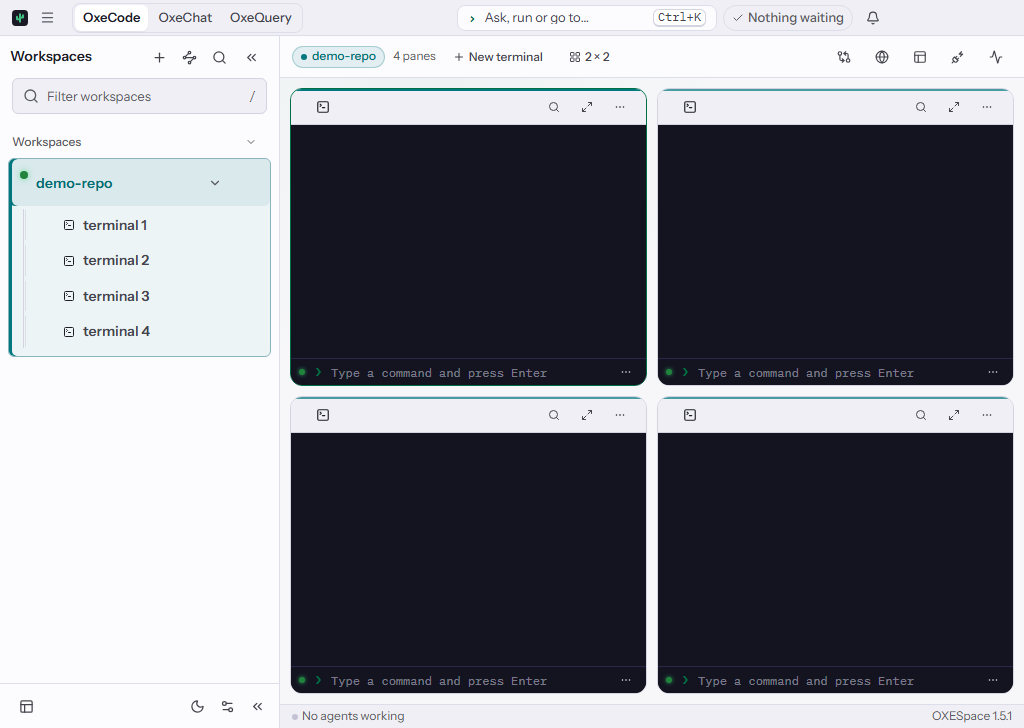 OxeCode OxeChat OxeQuery
Ask, run or go to... Ctrl+K
Nothing waiting
Workspaces
Filter workspaces /
Workspaces
demo-repo
terminal 1
terminal 2
terminal 3
terminal 4
demo-repo 4 panes + New terminal 2 × 2
Type a command and press Enter
Type a command and press Enter
Type a command and press Enter
Type a command and press Enter
No agents working
OXESpace 1.5.1